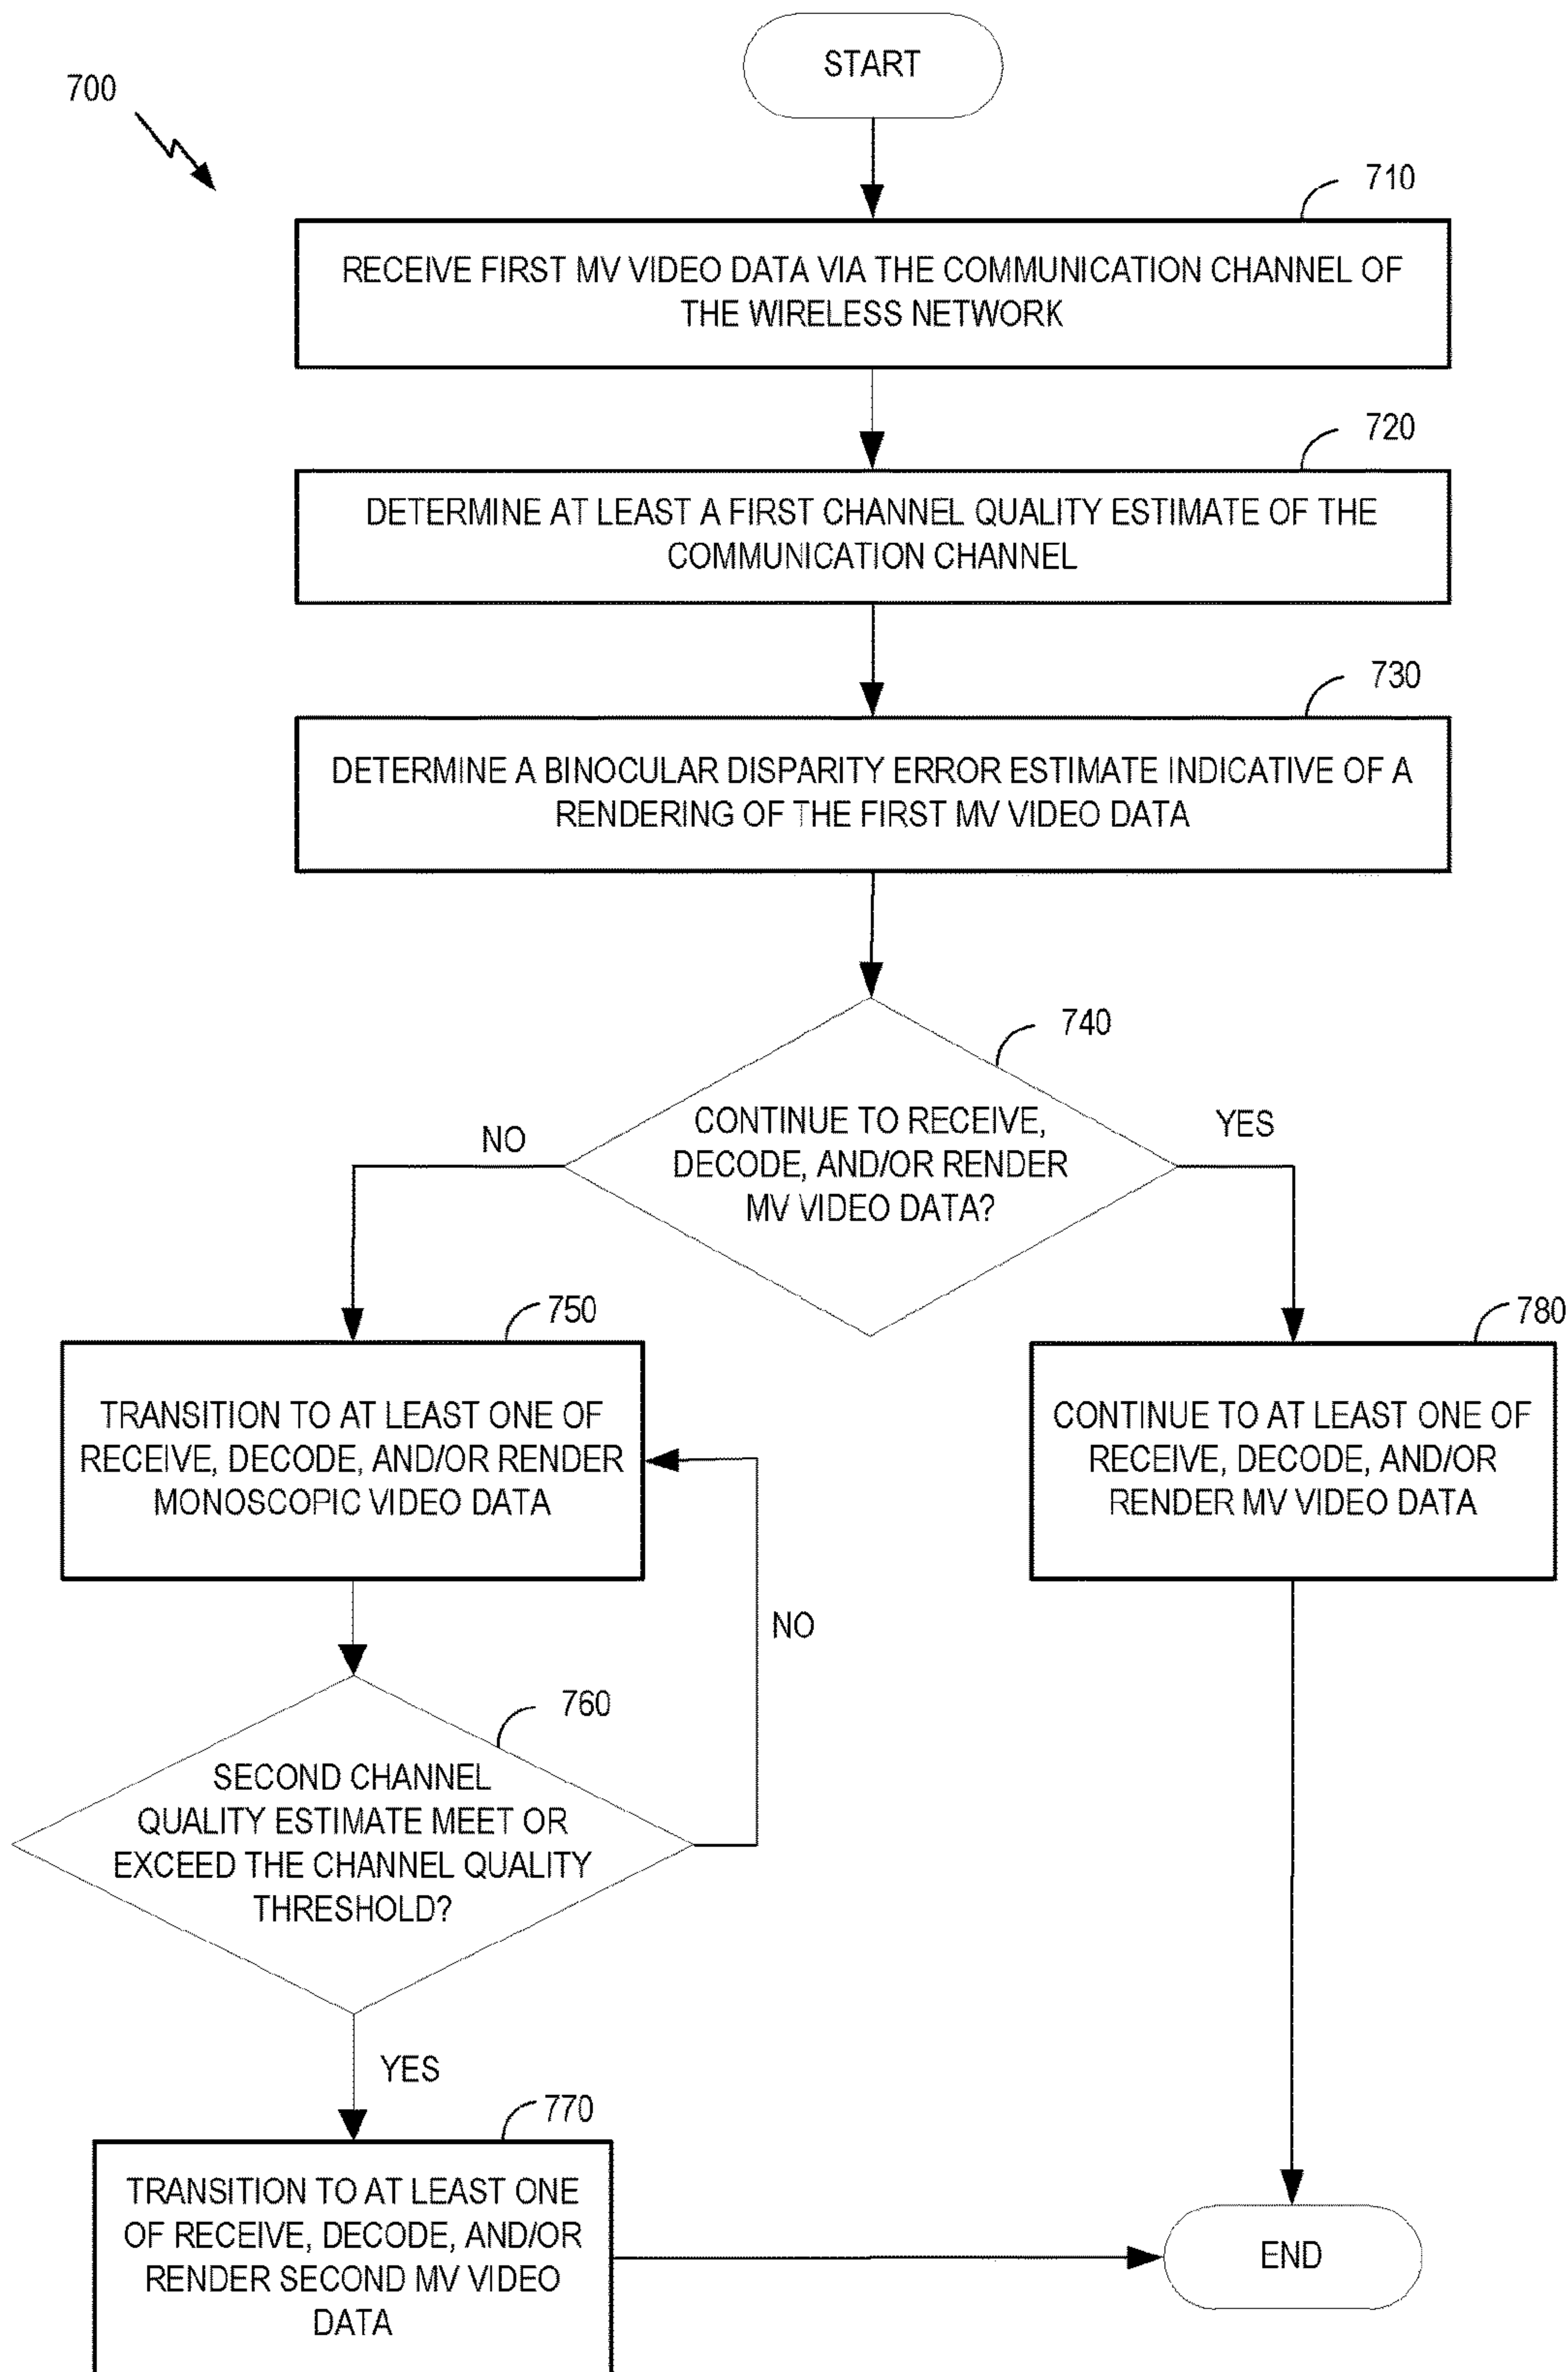 START
700
710
RECEIVE FIRST MV VIDEO DATA VIA THE COMMUNICATION CHANNEL OF
THE WIRELESS NETWORK
720
DETERMINE AT LEAST A FIRST CHANNEL QUALITY ESTIMATE OF THE
COMMUNICATION CHANNEL
730
DETERMINE A BINOCULAR DISPARITY ERROR ESTIMATE INDICATIVE OF A
RENDERING OF THE FIRST MV VIDEO DATA
740
CONTINUE TO RECEIVE,
DECODE, AND/OR RENDER
MV VIDEO DATA?
NO
YES
750
TRANSITION TO AT LEAST ONE OF
RECEIVE, DECODE, AND/OR RENDER
MONOSCOPIC VIDEO DATA
780
CONTINUE TO AT LEAST ONE OF
RECEIVE, DECODE, AND/OR
RENDER MV VIDEO DATA
NO
760
SECOND CHANNEL
QUALITY ESTIMATE MEET OR
EXCEED THE CHANNEL QUALITY
THRESHOLD?
YES
770
TRANSITION TO AT LEAST ONE
OF RECEIVE, DECODE, AND/OR
RENDER SECOND MV VIDEO
DATA
END